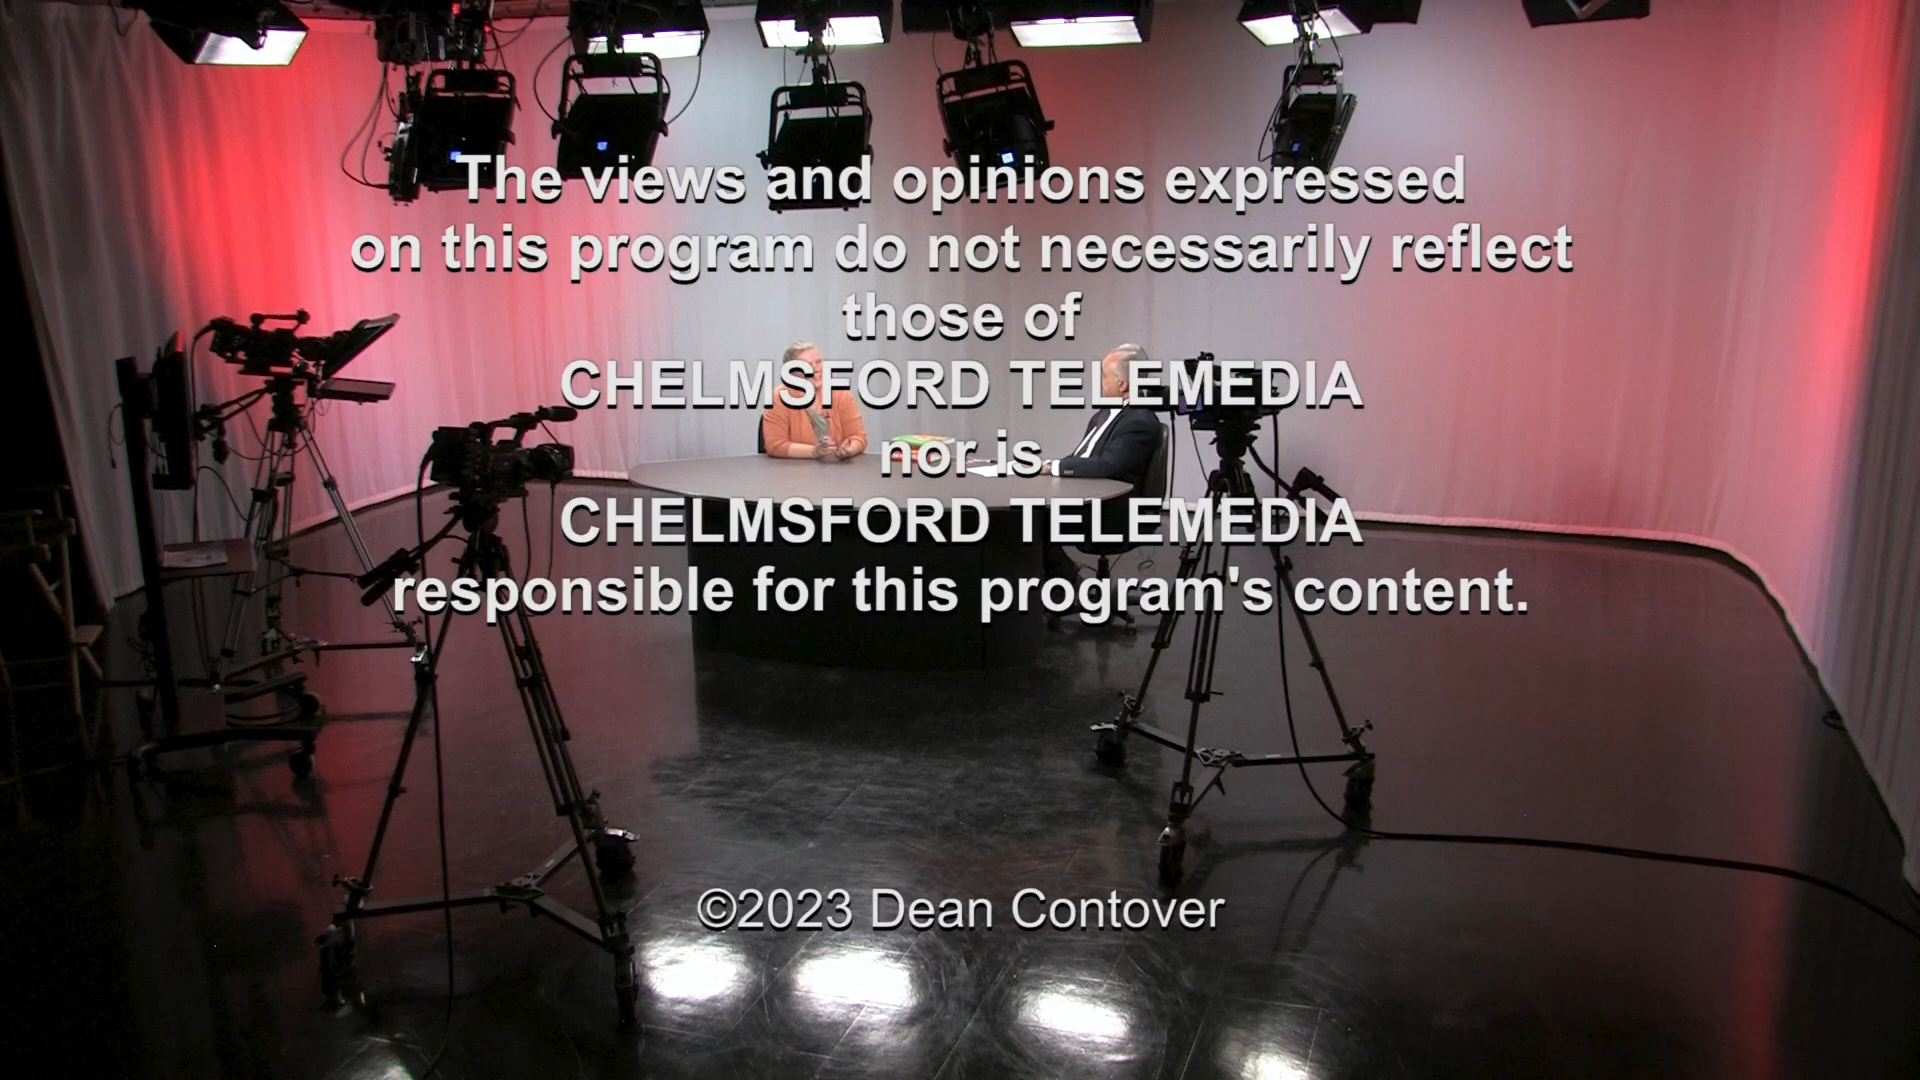 The views and opinions expressed
on this program do not necessarily reflect
those of
CHELMSFORD TELEMEDIA
nor is
CHELMSFORD TELEMEDIA
responsible for this program's content.
©2023 Dean Contover